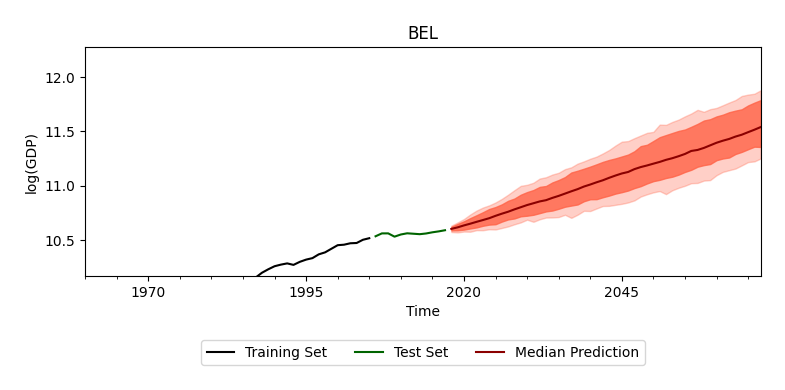 BEL
12.0
11.5
11.0
10.5
log(GDP)
1970 1995 2020 2045
Time
Training Set Test Set Median Prediction